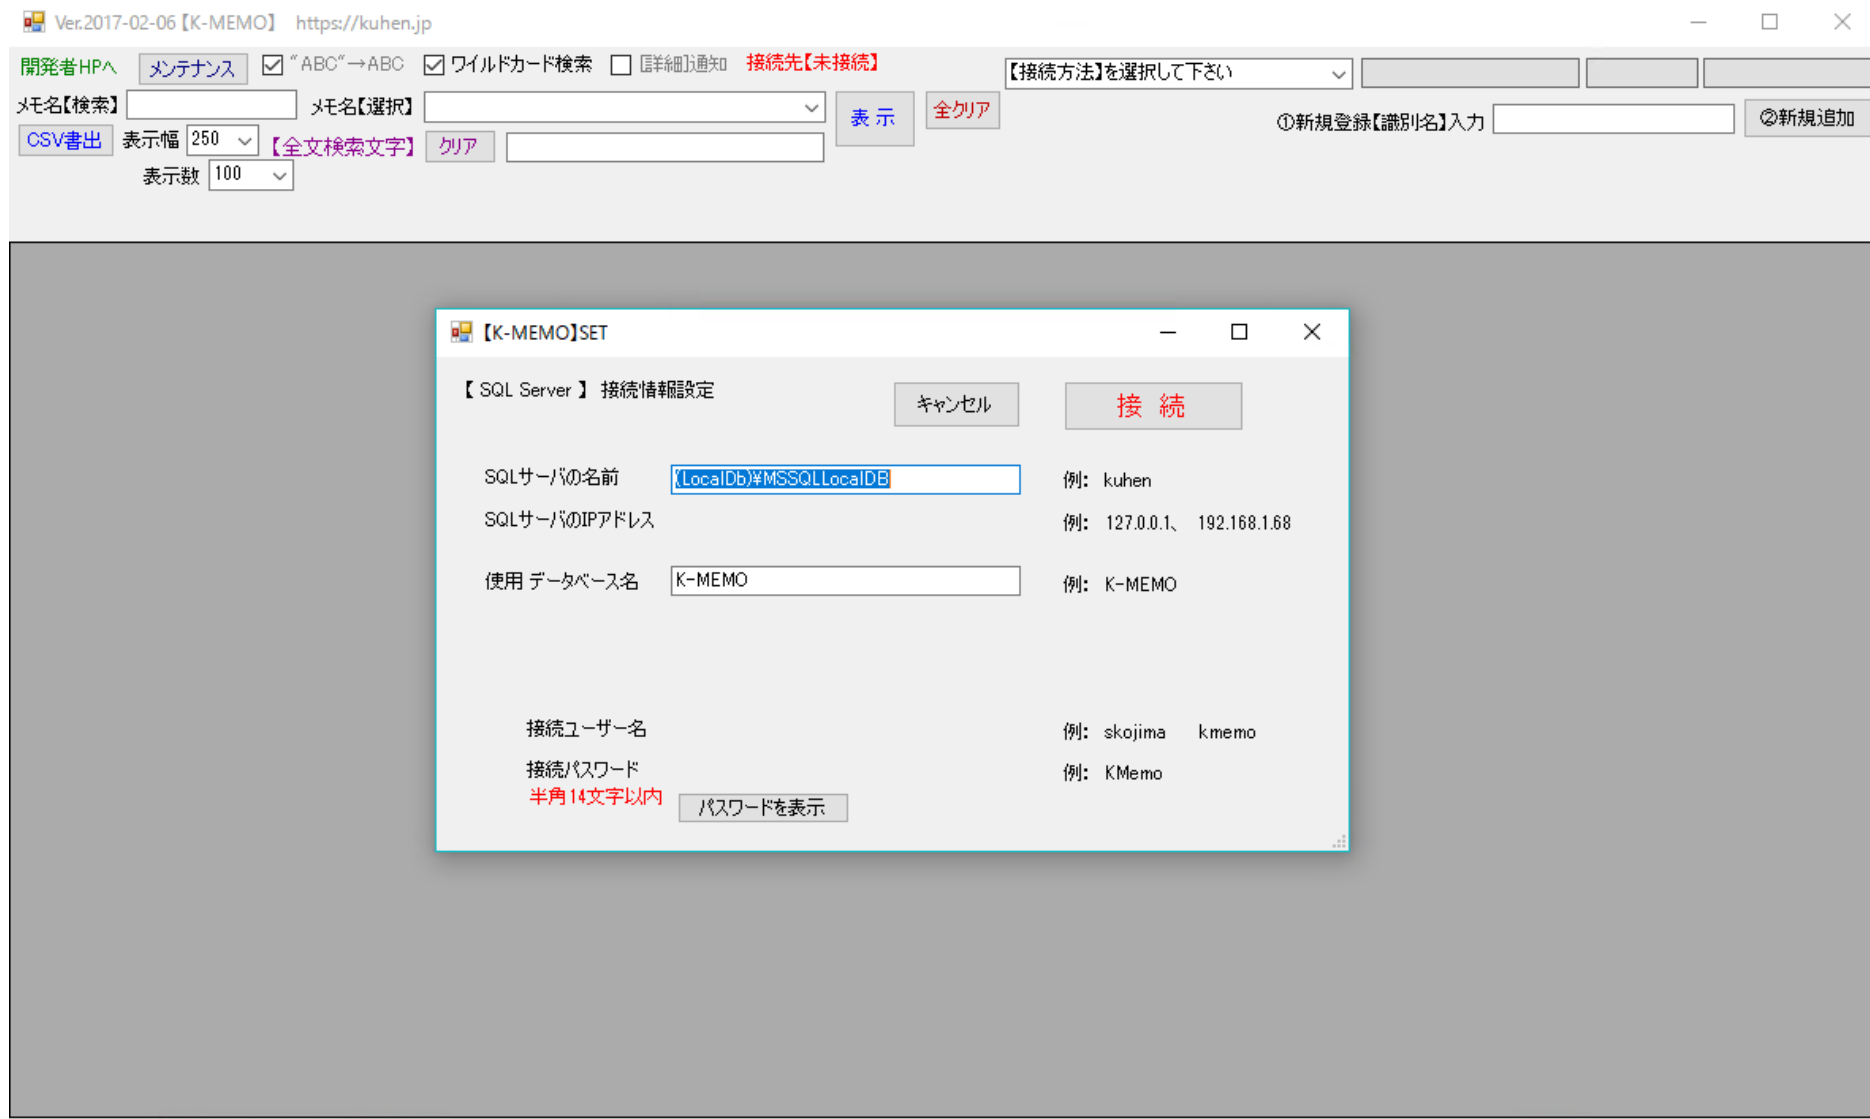 Ver.2017-02-06【K-MEMO】 https://kuhen.jp
開発者HPへ メンテナンス "ABC"→ABC ワイルドカード検索 [詳細]通知 接続先【未接続】 【接続方法】を選択して下さい
メモ名【検索】 メモ名【選択】 表 示 全クリア ①新規登録【識別名】入力 ②新規追加
CSV書出 表示幅 250 【全文検索文字】 クリア
表示数 100
【K-MEMO】SET
【 SQL Server 】 接続情報設定 キャンセル 接 続
SQLサーバの名前 (LocalDb)¥MSSQLLocalDB 例: kuhen
SQLサーバのIPアドレス 例: 127.0.0.1、 192.168.1.68
使用 データベース名 K-MEMO 例: K-MEMO
接続ユーザー名 例: skojima kmemo
接続パスワード 例: KMemo
半角14文字以内 パスワードを表示